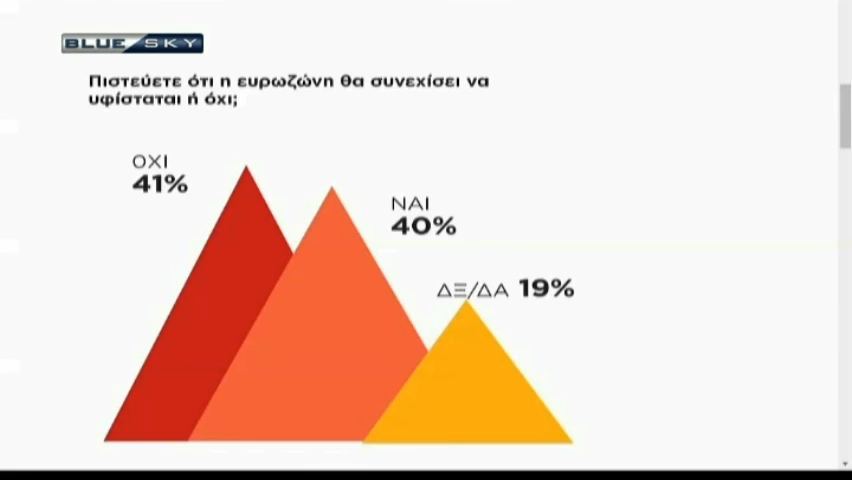 BLUE SKY
Πιστεύετε ότι η ευρωζώνη θα συνεχίσει να
υφίσταται ή όχι;
ΟΧΙ
41%
ΝΑΙ
40%
ΔΞ/ΔΑ 19%